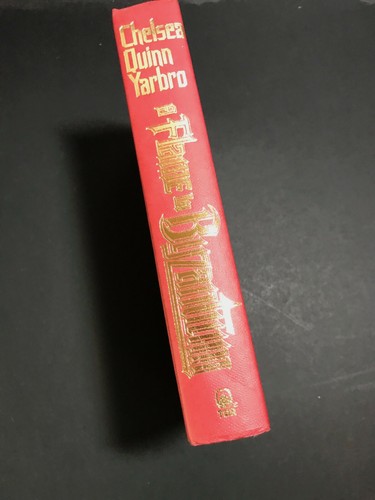 Chelsea
Quinn
Yarbro
a Flame in Byzantium